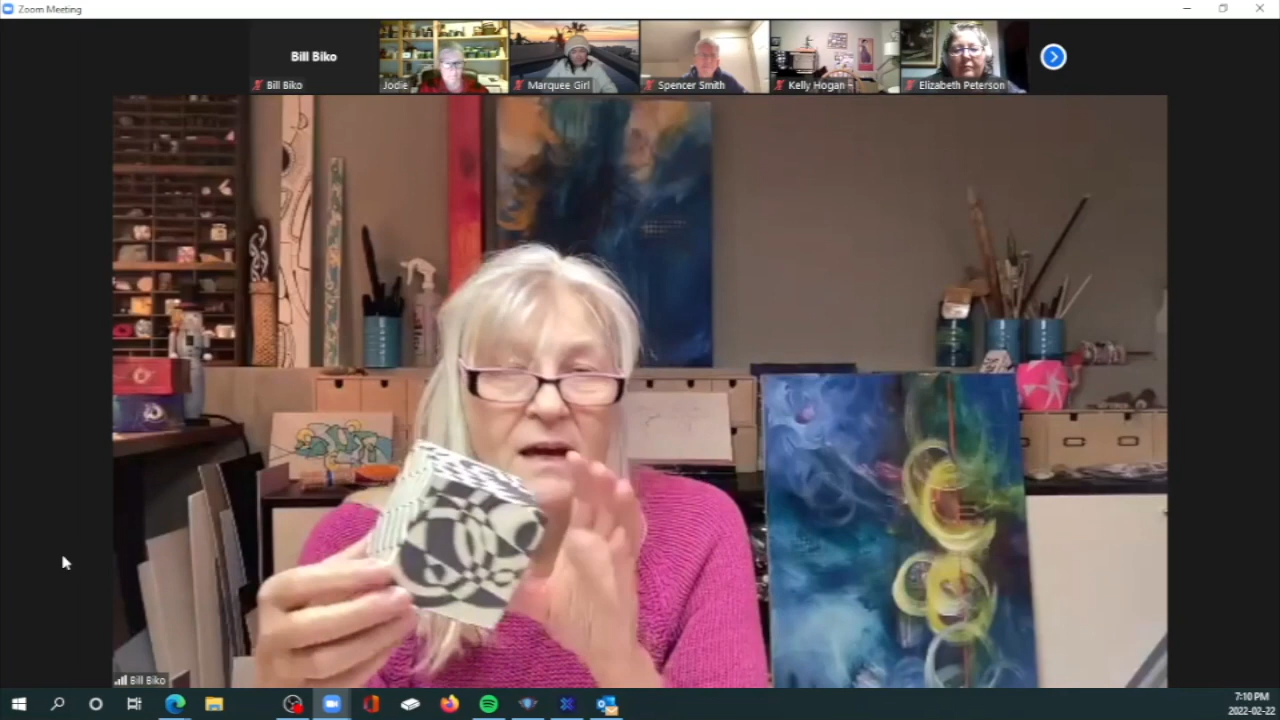 Zoom Meeting
Bill Biko
Bill Biko
Jodie
Marquee Girl
Spencer Smith
Kelly Hogan ~
Elizabeth Peterson
Bill Biko
7:10 PM
2022-02-22